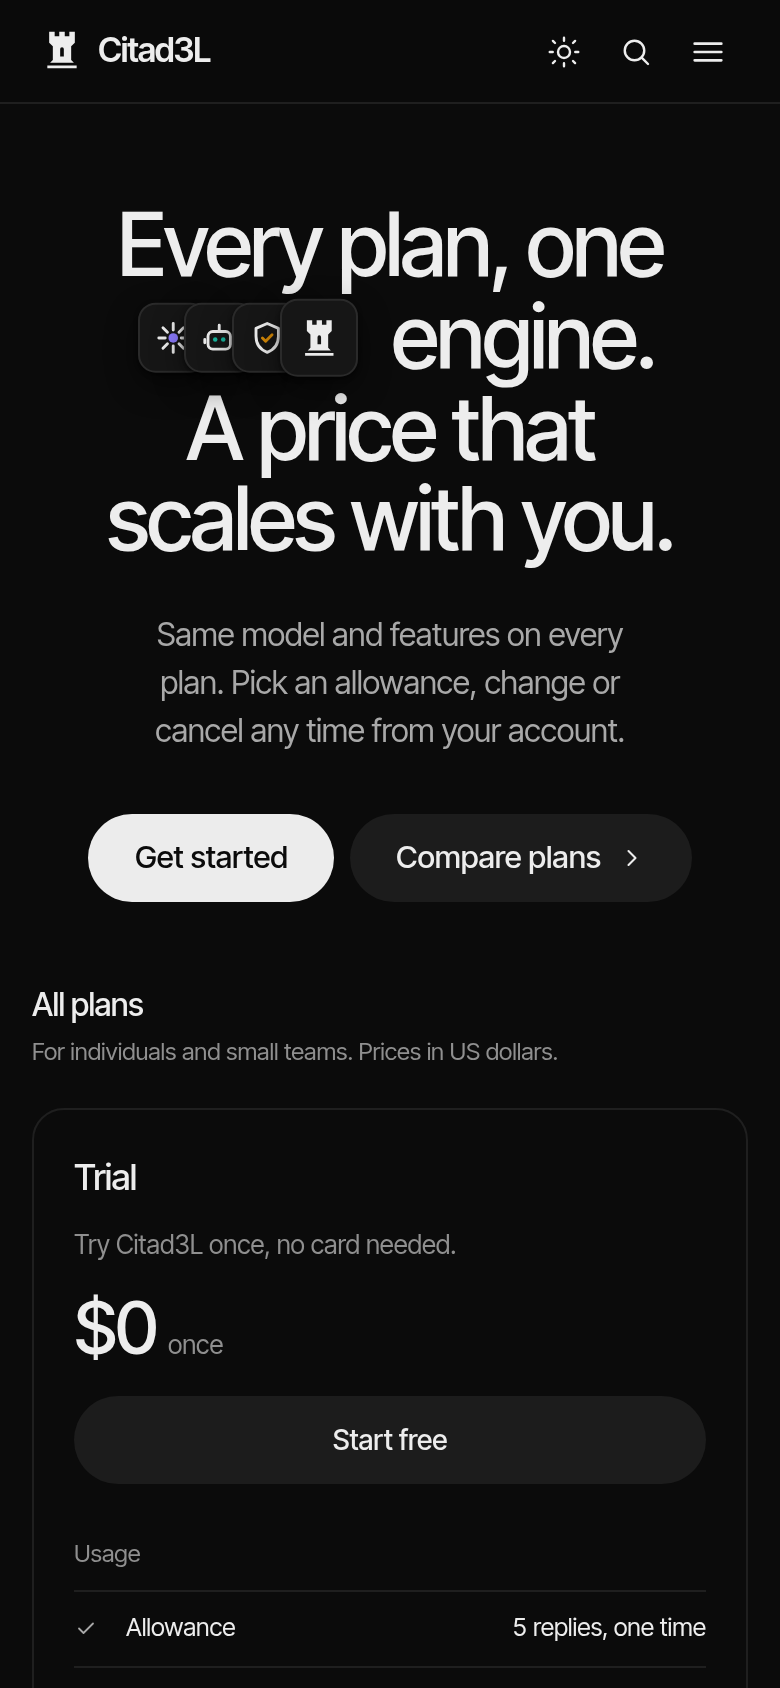 Citad3L
Every plan, one
engine.
A price that
scales with you.
Same model and features on every
plan. Pick an allowance, change or
cancel any time from your account.
Get started
Compare plans
All plans
For individuals and small teams. Prices in US dollars.
Trial
Try Citad3L once, no card needed.
$0 once
Start free
Usage
Allowance 5 replies, one time